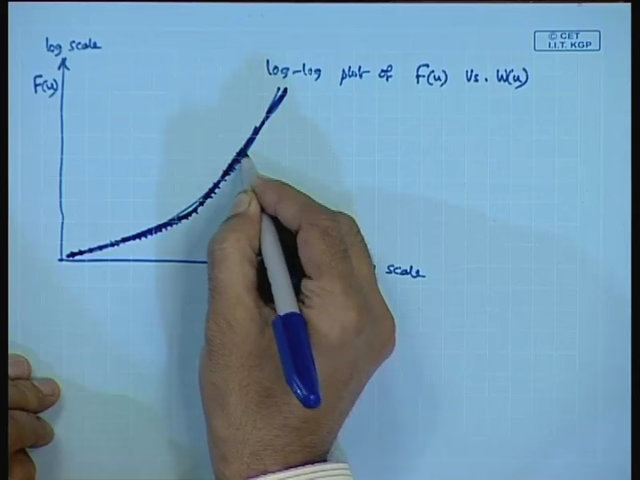 © CET
I.I.T. KGP
log scale
F(u)
log-log plot of F(u) Vs. W(u)
scale